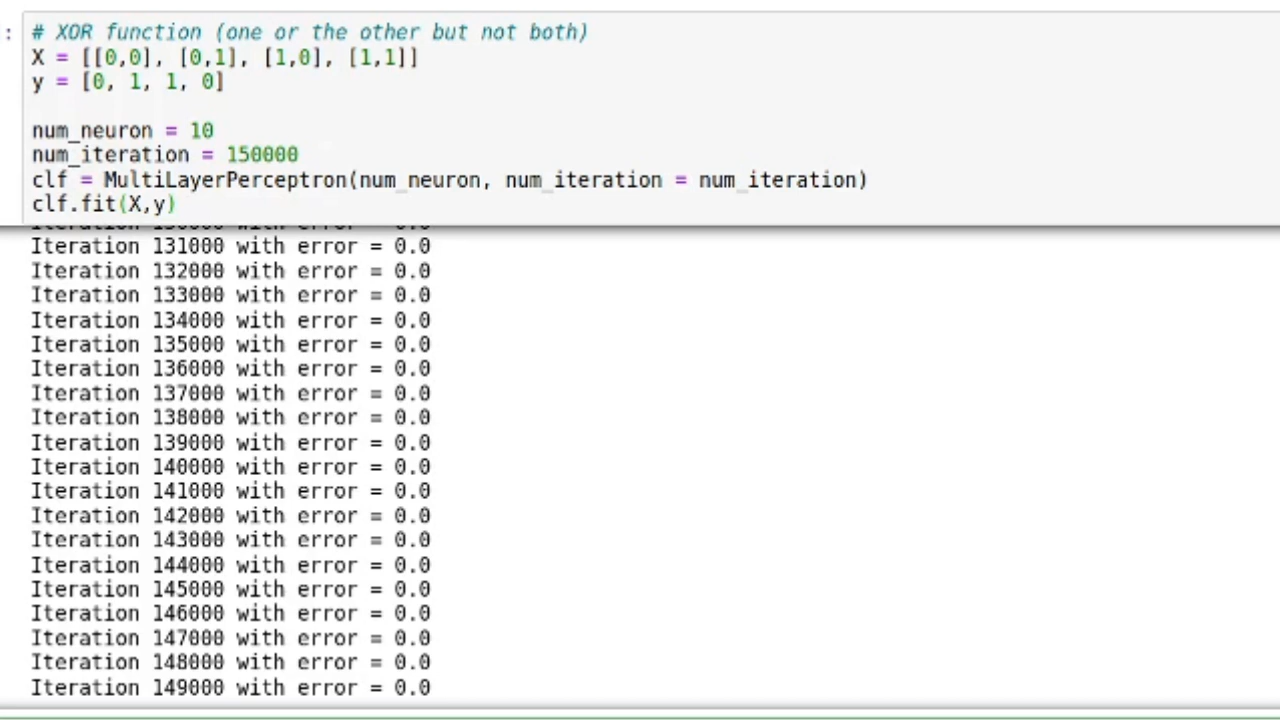 :
# XOR function (one or the other but not both)
X = [[0,0], [0,1], [1,0], [1,1]]
y = [0, 1, 1, 0]
num_neuron = 10
num_iteration = 150000
clf = MultiLayerPerceptron(num_neuron, num_iteration = num_iteration)
clf.fit(X,y)
Iteration 131000 with error = 0.0
Iteration 132000 with error = 0.0
Iteration 133000 with error = 0.0
Iteration 134000 with error = 0.0
Iteration 135000 with error = 0.0
Iteration 136000 with error = 0.0
Iteration 137000 with error = 0.0
Iteration 138000 with error = 0.0
Iteration 139000 with error = 0.0
Iteration 140000 with error = 0.0
Iteration 141000 with error = 0.0
Iteration 142000 with error = 0.0
Iteration 143000 with error = 0.0
Iteration 144000 with error = 0.0
Iteration 145000 with error = 0.0
Iteration 146000 with error = 0.0
Iteration 147000 with error = 0.0
Iteration 148000 with error = 0.0
Iteration 149000 with error = 0.0